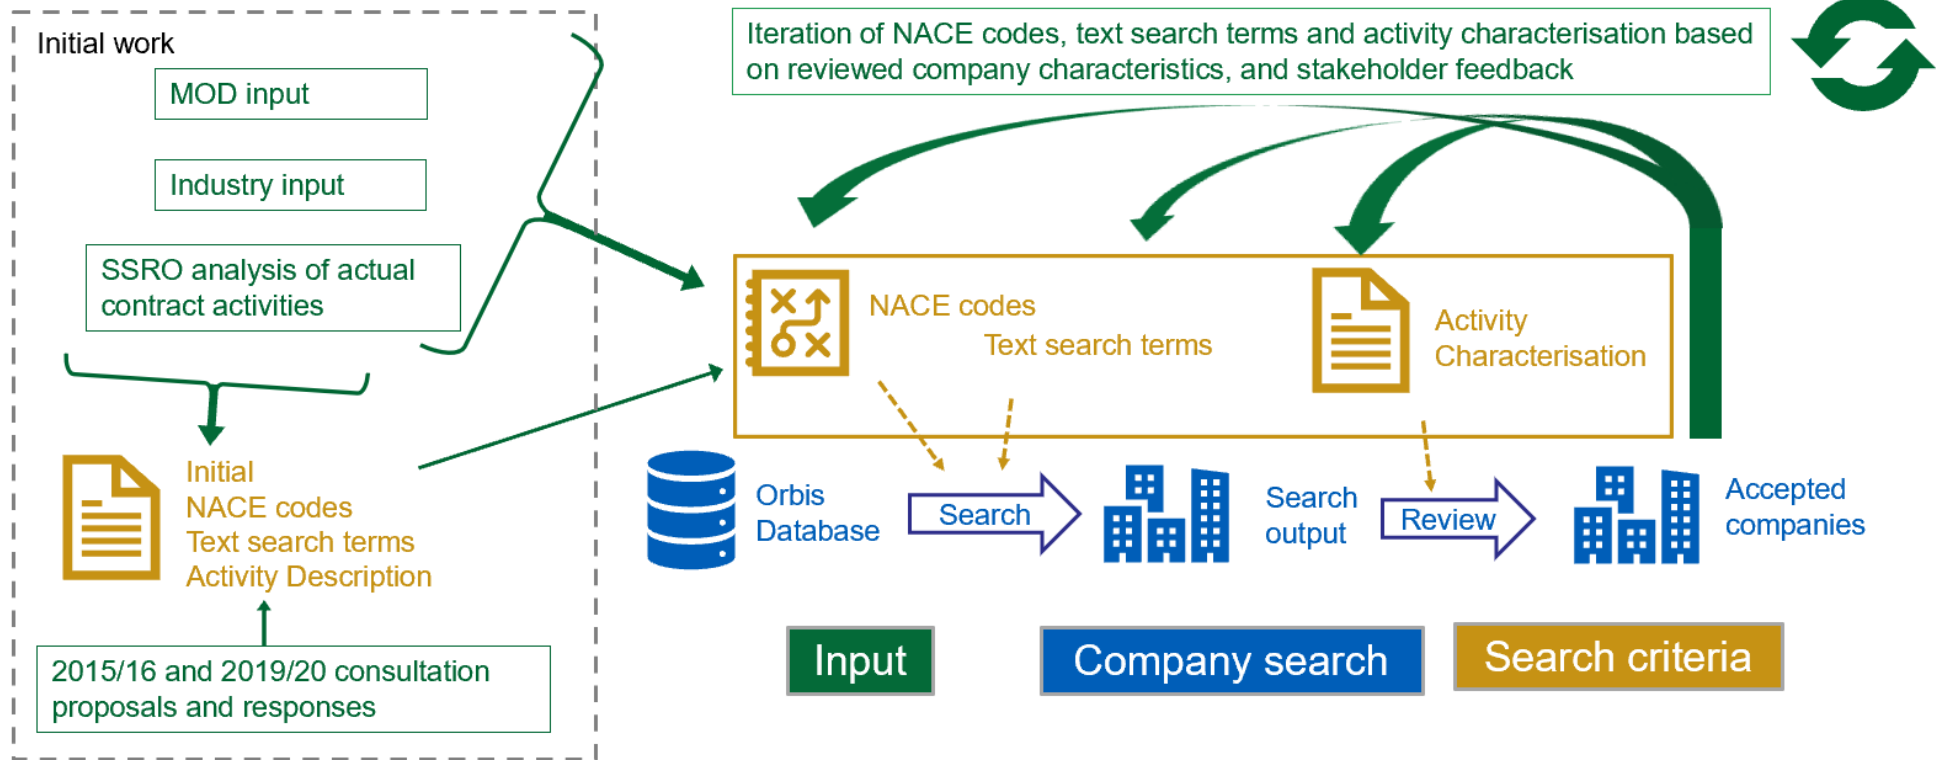 Initial work
MOD input
Industry input
SSRO analysis of actual
contract activities
Initial
NACE codes
Text search terms
Activity Description
2015/16 and 2019/20 consultation
proposals and responses
Iteration of NACE codes, text search terms and activity characterisation based
on reviewed company characteristics, and stakeholder feedback
NACE codes
Text search terms
Activity
Characterisation
Orbis
Database
Search
Search
output
Review
Accepted
companies
Input
Company search
Search criteria